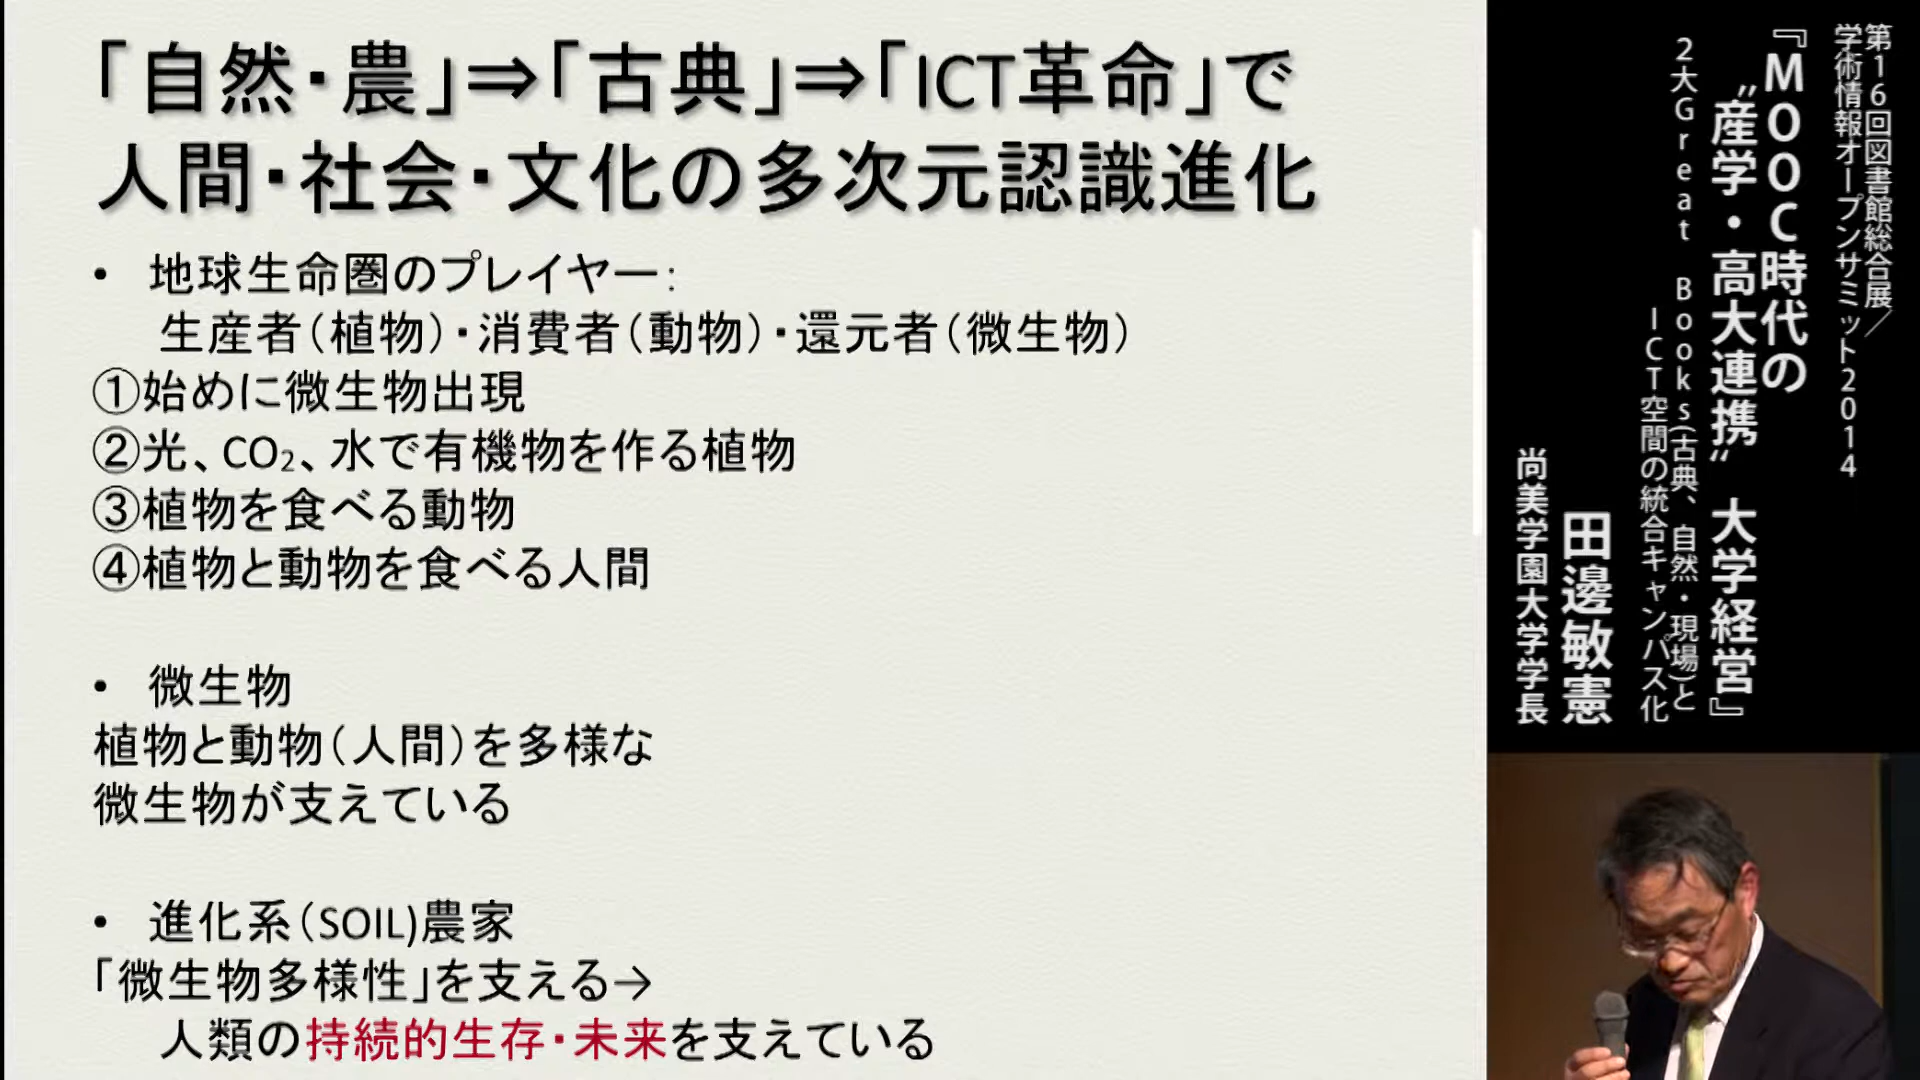 「自然・農」⇒「古典」⇒「ICT革命」で
人間・社会・文化の多次元認識進化
• 地球生命圏のプレイヤー：
生産者（植物）・消費者（動物）・還元者（微生物）
①始めに微生物出現
②光、CO₂、水で有機物を作る植物
③植物を食べる動物
④植物と動物を食べる人間
• 微生物
植物と動物（人間）を多様な
微生物が支えている
• 進化系（SOIL)農家
「微生物多様性」を支える→
人類の持続的生存・未来を支えている
第16回図書館総合展／
学術情報オープンサミット2014
『MOOC時代の
〝産学・高大連携〟 大学経営』
2大Great Books(古典、自然・現場)と
ICT空間の統合キャンパス化
田邊敏憲
尚美学園大学学長